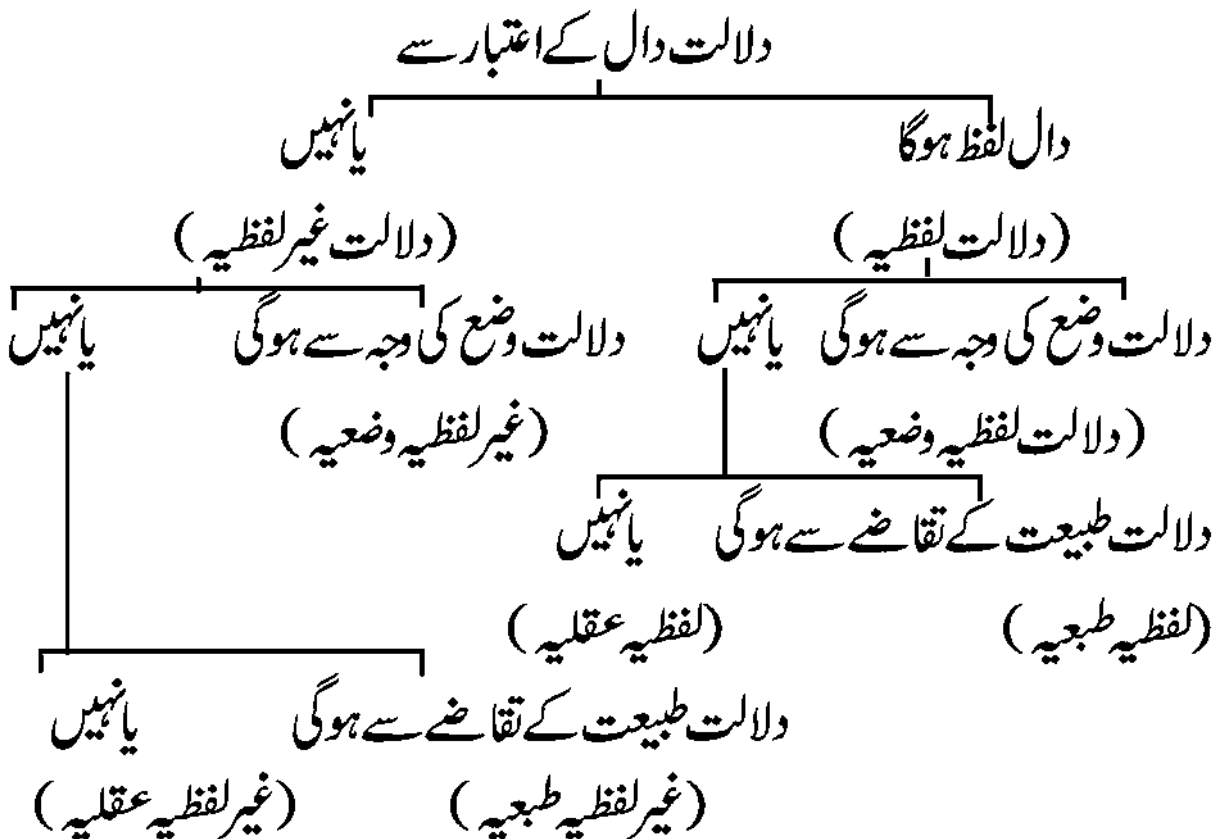 دلالت دال کے اعتبار سے
دال لفظ ہوگا یا نہیں
(دلالت لفظیہ) (دلالت غیر لفظیہ)
دلالت وضع کی وجہ سے ہوگی یا نہیں دلالت وضع کی وجہ سے ہوگی یا نہیں
(دلالت لفظیہ وضعیہ) (غیر لفظیہ وضعیہ)
دلالت طبیعت کے تقاضے سے ہوگی یا نہیں
(لفظیہ طبعیہ) (لفظیہ عقلیہ)
دلالت طبیعت کے تقاضے سے ہوگی یا نہیں
(غیر لفظیہ طبعیہ) (غیر لفظیہ عقلیہ)